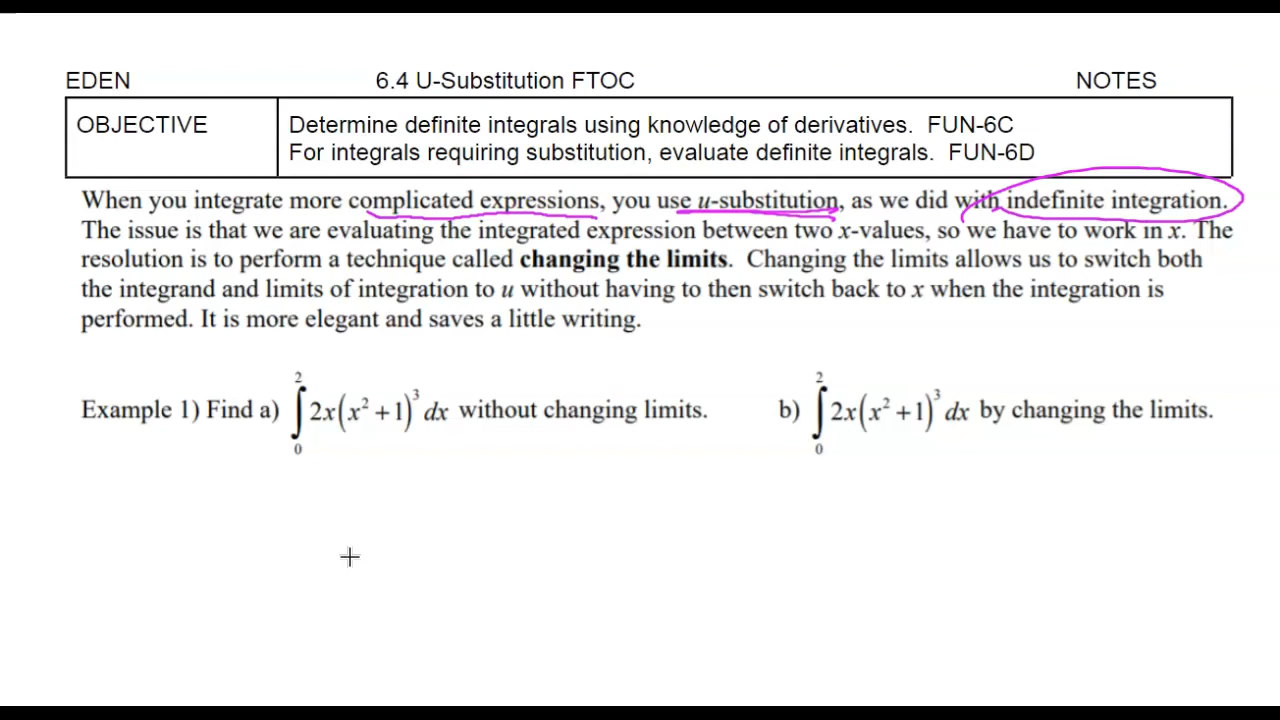 EDEN 6.4 U-Substitution FTOC NOTES
OBJECTIVE Determine definite integrals using knowledge of derivatives. FUN-6C
For integrals requiring substitution, evaluate definite integrals. FUN-6D
When you integrate more complicated expressions, you use u-substitution, as we did with indefinite integration.
The issue is that we are evaluating the integrated expression between two x-values, so we have to work in x. The
resolution is to perform a technique called changing the limits. Changing the limits allows us to switch both
the integrand and limits of integration to u without having to then switch back to x when the integration is
performed. It is more elegant and saves a little writing.
Example 1) Find a) ∫₀² 2x(x² + 1)³ dx without changing limits. b) ∫₀² 2x(x² + 1)³ dx by changing the limits.